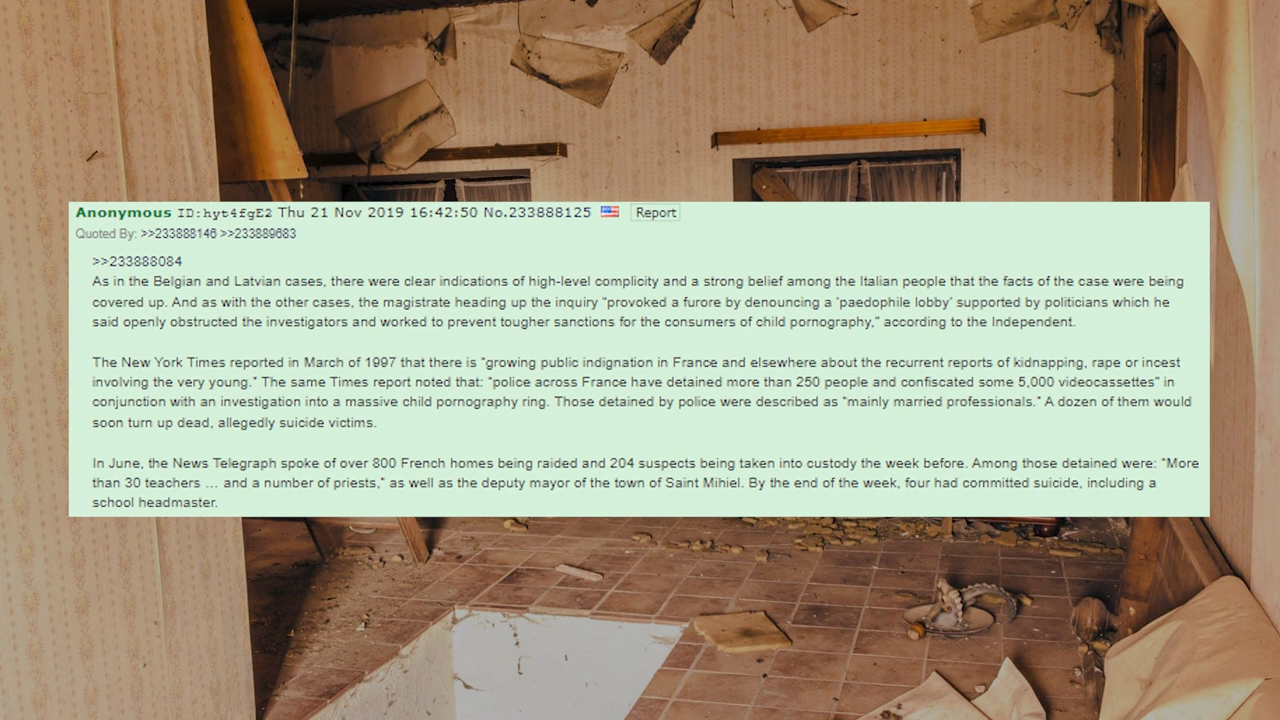 Anonymous ID:hyt4fgE2 Thu 21 Nov 2019 16:42:50 No.233888125 Report
Quoted By: >>233888146 >>233889683
>>233888084
As in the Belgian and Latvian cases, there were clear indications of high-level complicity and a strong belief among the Italian people that the facts of the case were being
covered up. And as with the other cases, the magistrate heading up the inquiry "provoked a furore by denouncing a 'paedophile lobby' supported by politicians which he
said openly obstructed the investigators and worked to prevent tougher sanctions for the consumers of child pornography," according to the Independent.
The New York Times reported in March of 1997 that there is "growing public indignation in France and elsewhere about the recurrent reports of kidnapping, rape or incest
involving the very young." The same Times report noted that: "police across France have detained more than 250 people and confiscated some 5,000 videocassettes" in
conjunction with an investigation into a massive child pornography ring. Those detained by police were described as "mainly married professionals." A dozen of them would
soon turn up dead, allegedly suicide victims.
In June, the News Telegraph spoke of over 800 French homes being raided and 204 suspects being taken into custody the week before. Among those detained were: "More
than 30 teachers ... and a number of priests," as well as the deputy mayor of the town of Saint Mihiel. By the end of the week, four had committed suicide, including a
school headmaster.